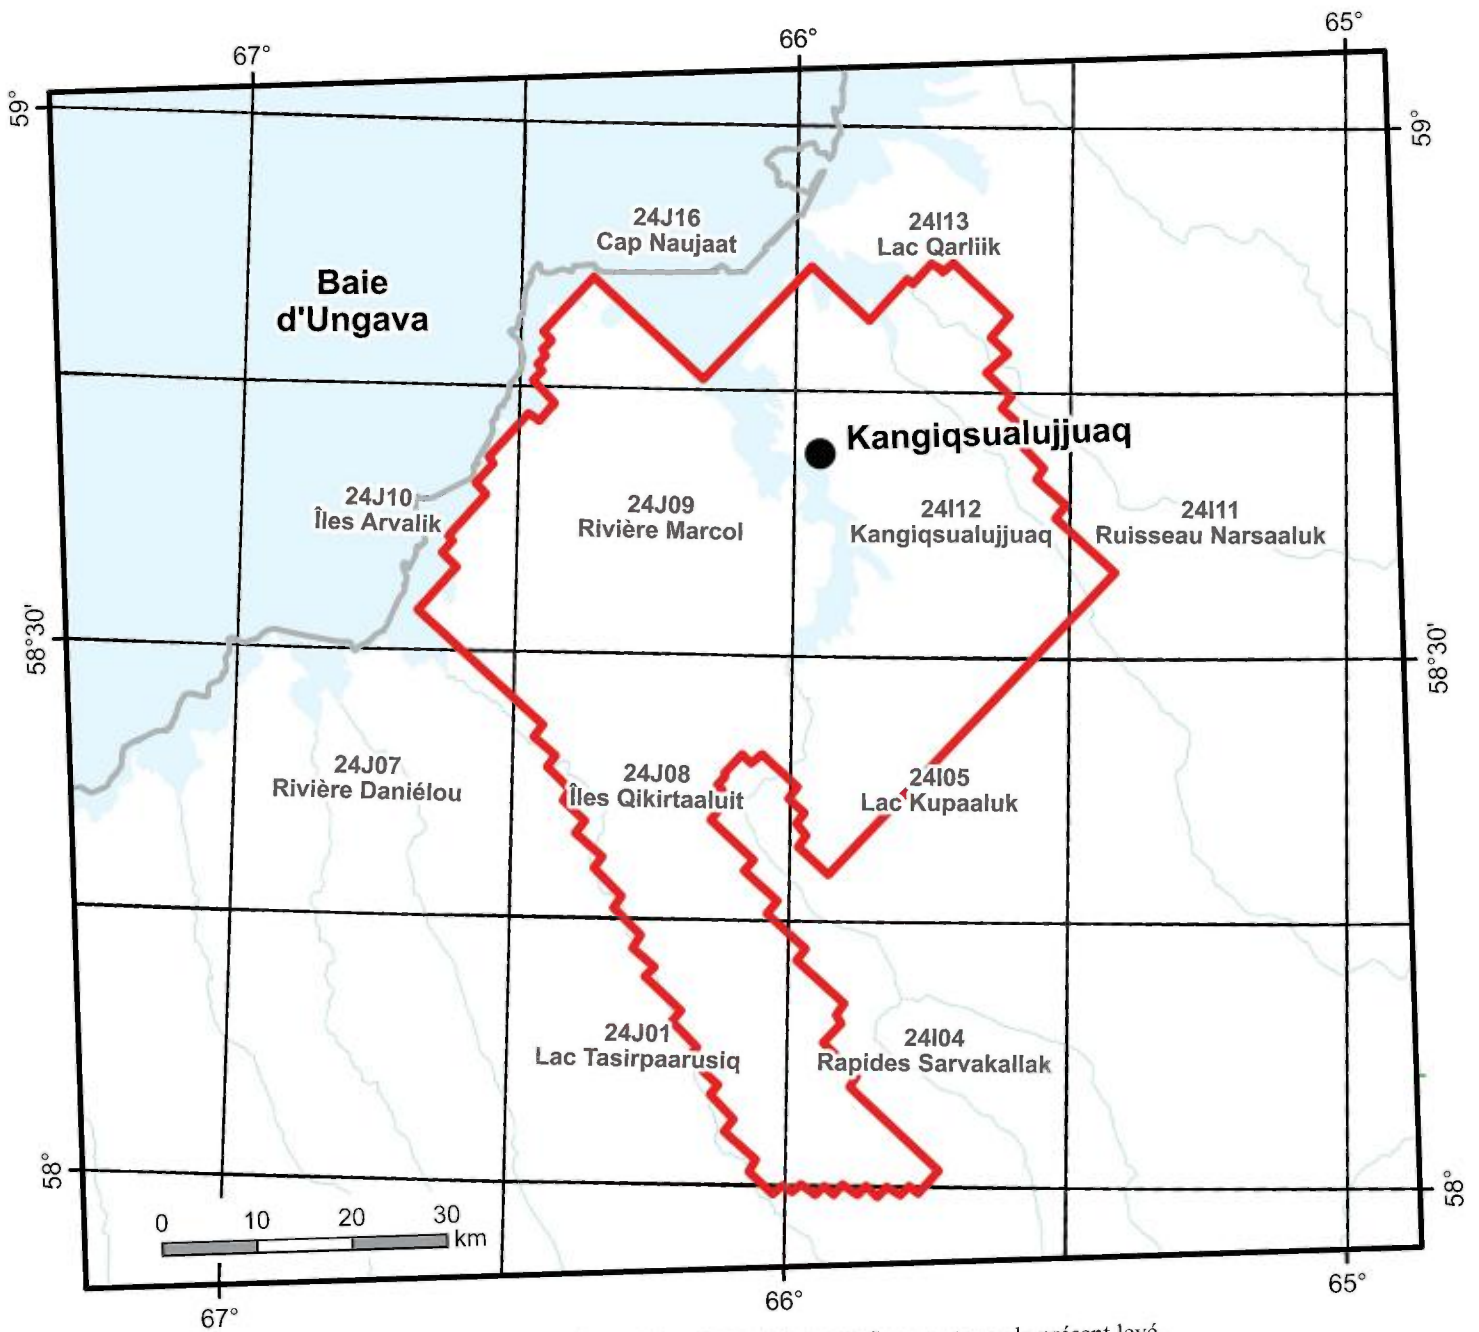 65°
66°
67°
59°
59°
24J16
Cap Naujaat
24I13
Lac Qarliik
Baie
d'Ungava
Kangiqsualujjuaq
24J10
Îles Arvalik
24J09
Rivière Marcol
24I12
Kangiqsualujjuaq
24I11
Ruisseau Narsaaluk
58°30'
58°30'
24J07
Rivière Daniélou
24J08
Îles Qikirtaaluit
24I05
Lac Kupaaluk
24J01
Lac Tasirpaarusiq
24I04
Rapides Sarvakallak
58°
58°
0 10 20 30
km
67°
66°
65°
présent levé